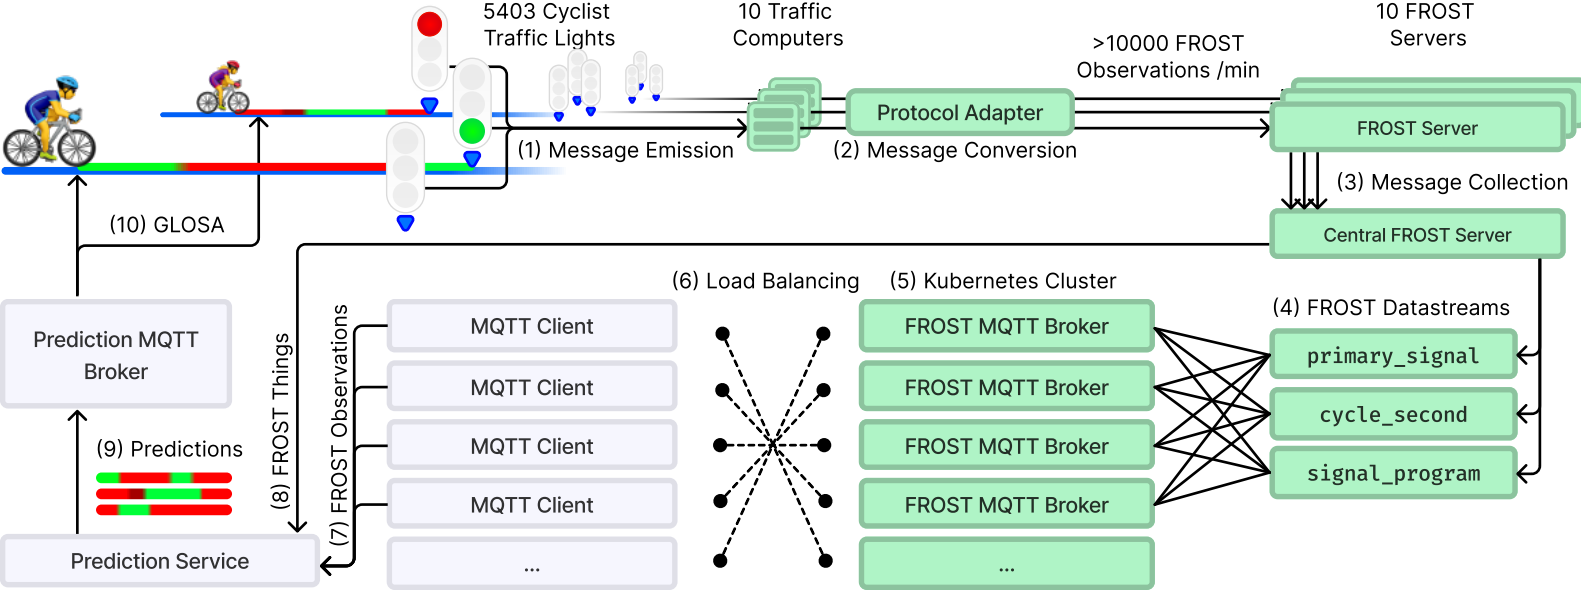 5403 Cyclist
Traffic Lights
10 Traffic
Computers
>10000 FROST
Observations /min
10 FROST
Servers
Protocol Adapter
FROST Server
(1) Message Emission
(2) Message Conversion
(3) Message Collection
(10) GLOSA
Central FROST Server
(6) Load Balancing
(5) Kubernetes Cluster
(4) FROST Datastreams
Prediction MQTT
Broker
(8) FROST Things
(7) FROST Observations
MQTT Client
MQTT Client
MQTT Client
MQTT Client
...
FROST MQTT Broker
FROST MQTT Broker
FROST MQTT Broker
FROST MQTT Broker
...
primary_signal
cycle_second
signal_program
(9) Predictions
Prediction Service